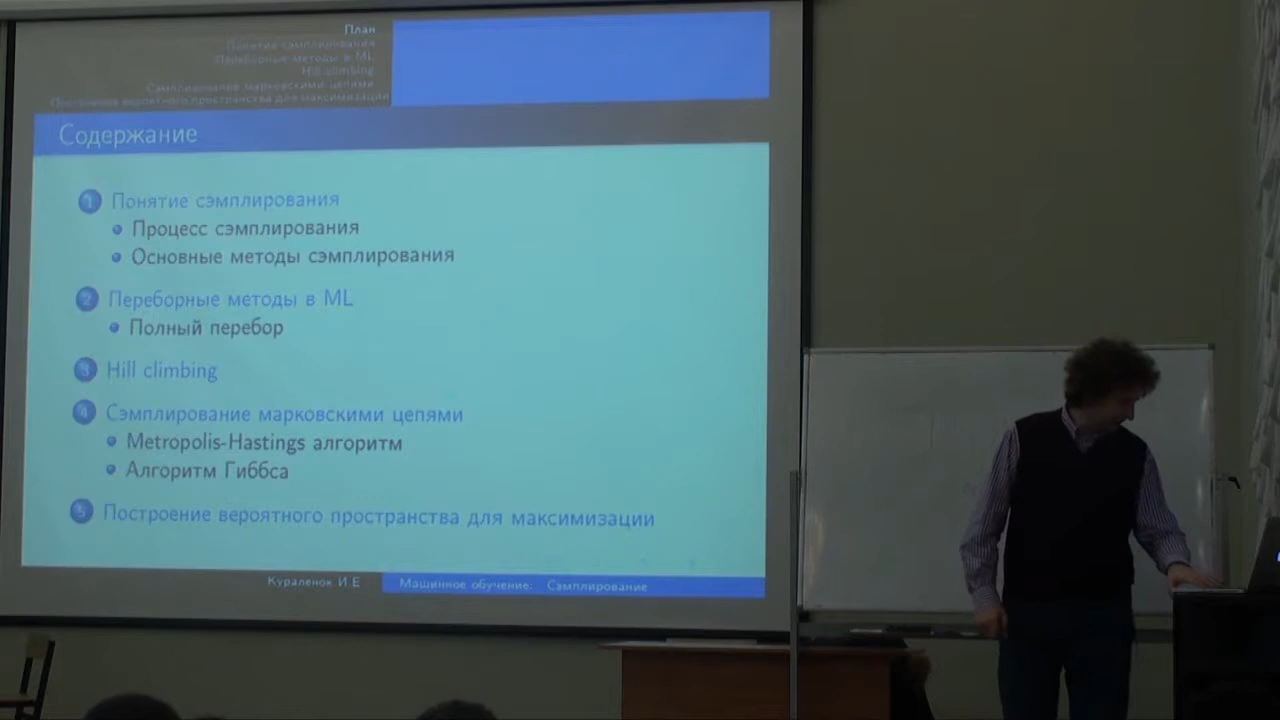 План
Понятие сэмплирования
Переборные методы в ML
Hill climbing
Сэмплирование марковскими цепями
Построение вероятного пространства для максимизации
Содержание
1 Понятие сэмплирования
Процесс сэмплирования
Основные методы сэмплирования
2 Переборные методы в ML
Полный перебор
3 Hill climbing
4 Сэмплирование марковскими цепями
Metropolis-Hastings алгоритм
Алгоритм Гиббса
5 Построение вероятного пространства для максимизации
Кураленок И.Е Машинное обучение: Сэмплирование